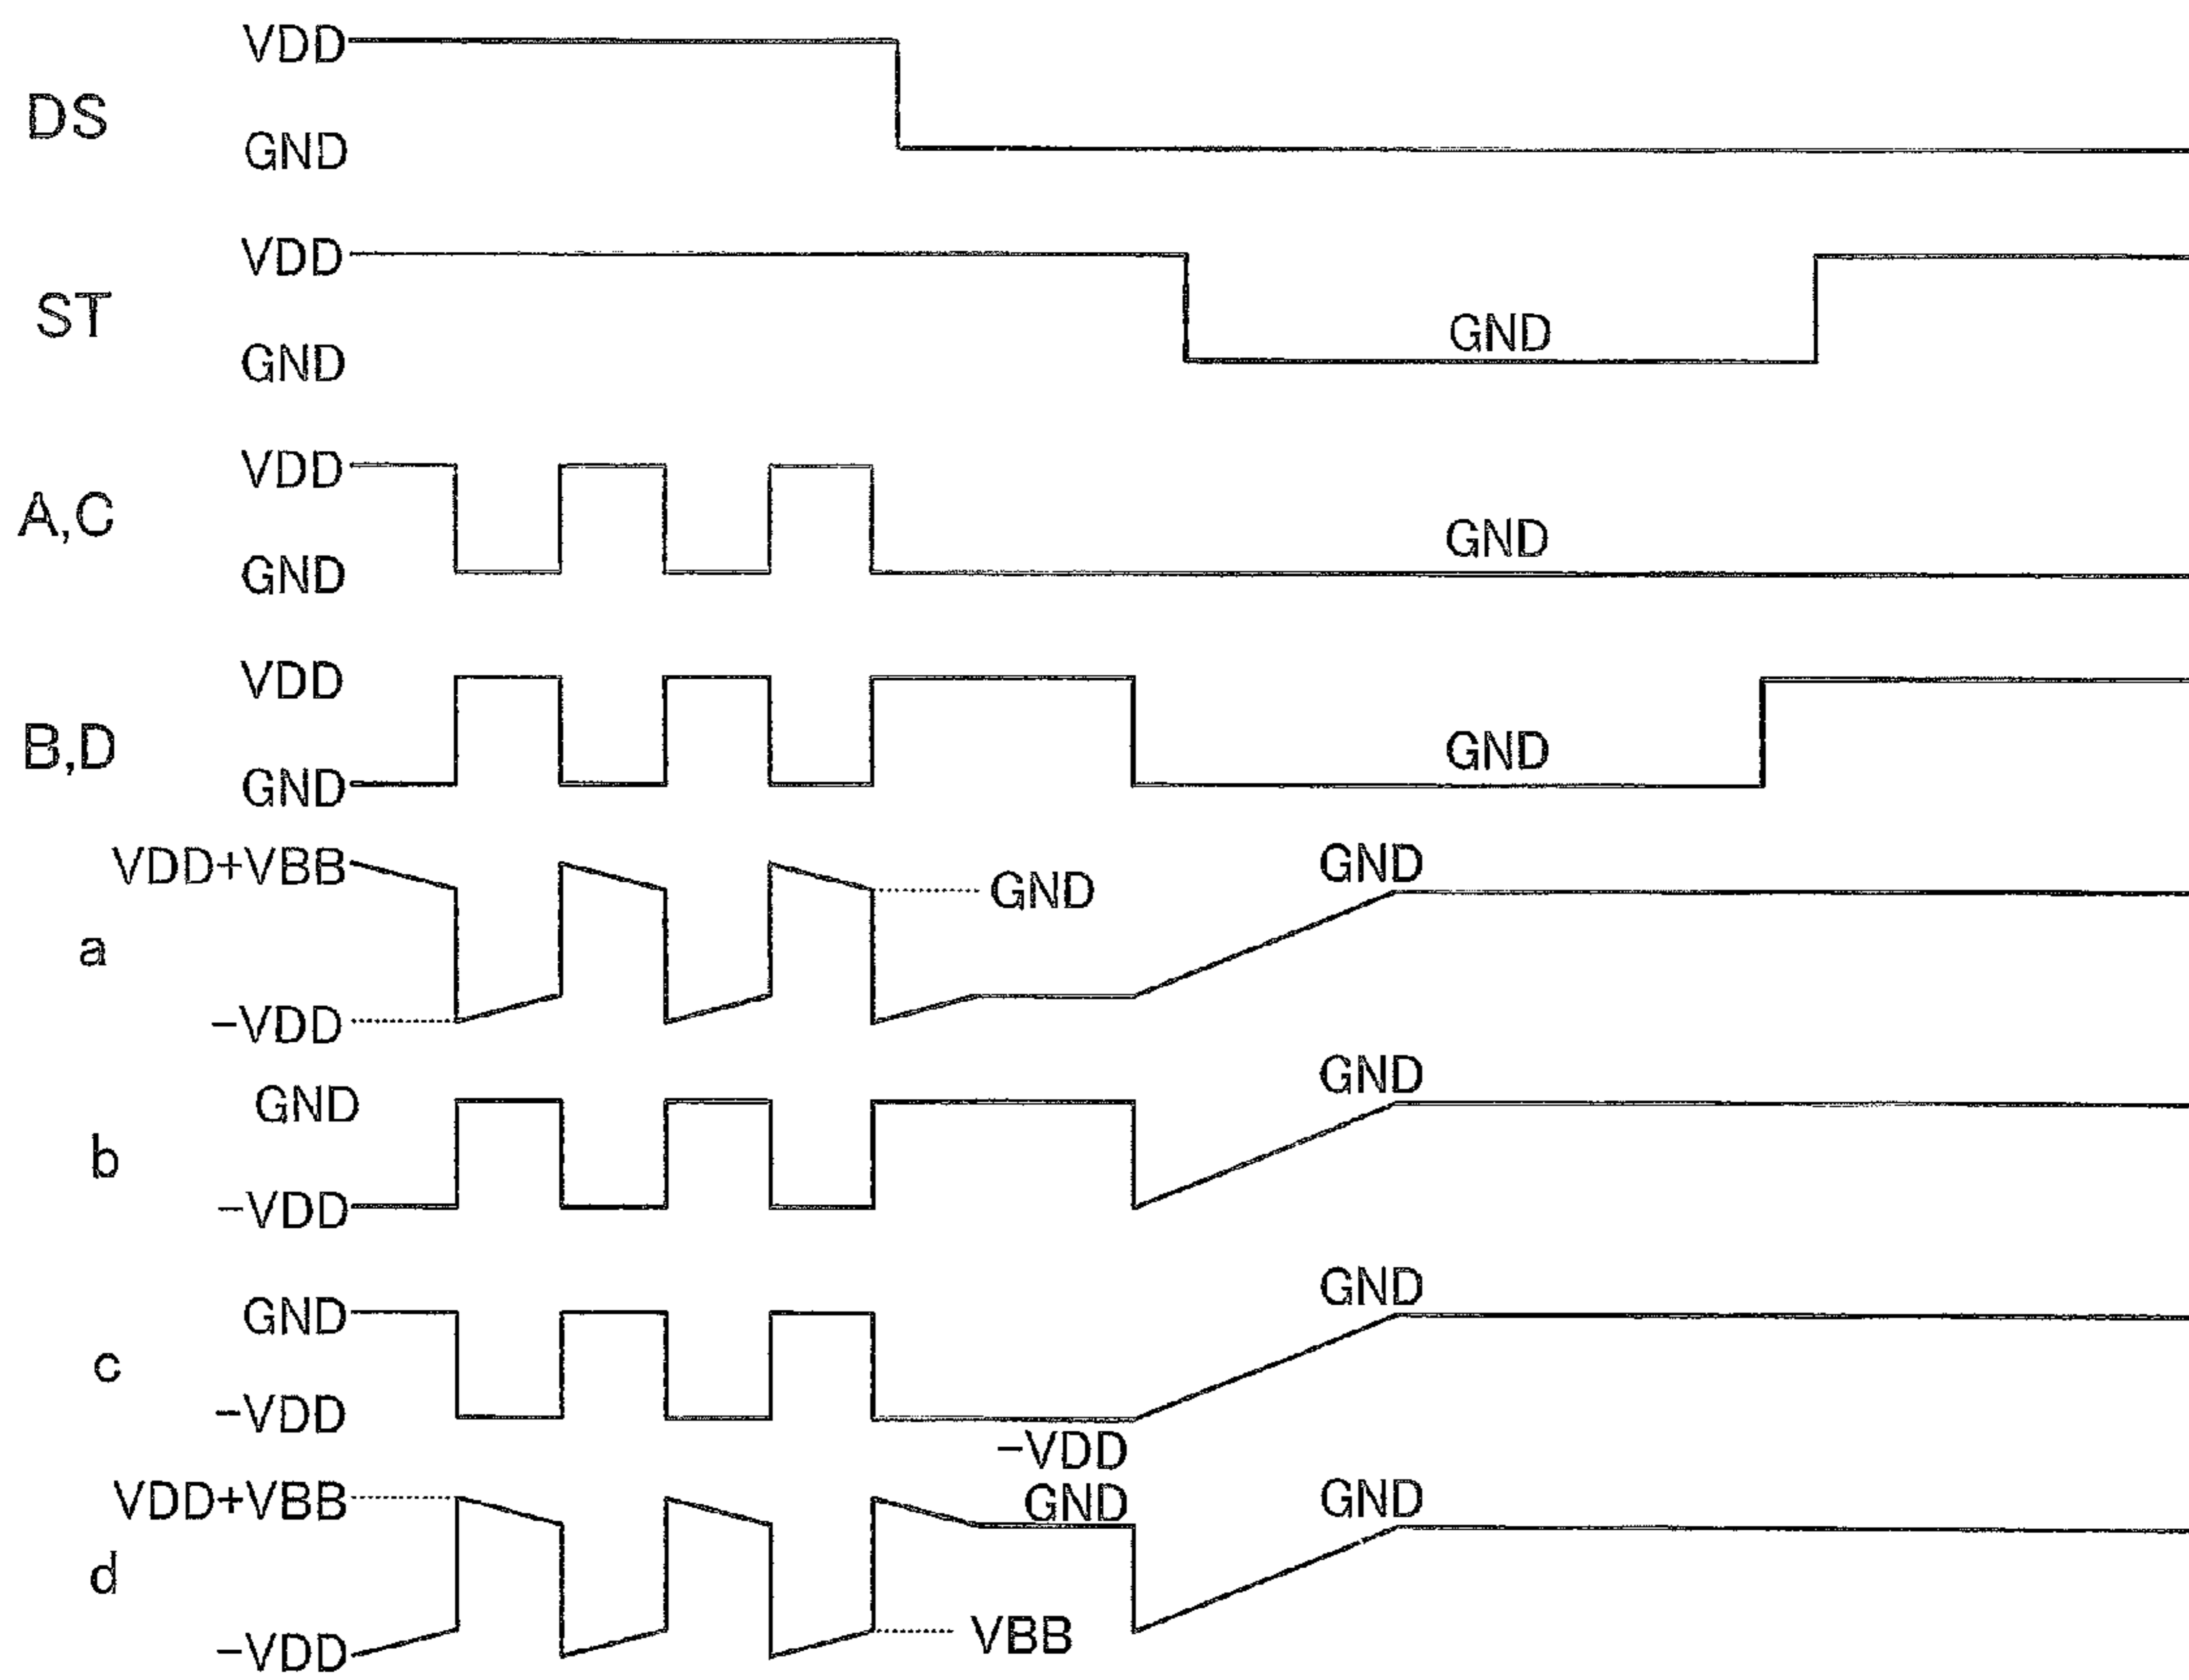 VDD
DS
GND
VDD
ST
GND
GND
VDD
A,C
GND
GND
VDD
B,D
GND
GND
VDD+VBB
GND
GND
a
-VDD
GND
GND
b
-VDD
GND
GND
c
-VDD
-VDD
VDD+VBB
GND
GND
d
-VDD
VBB